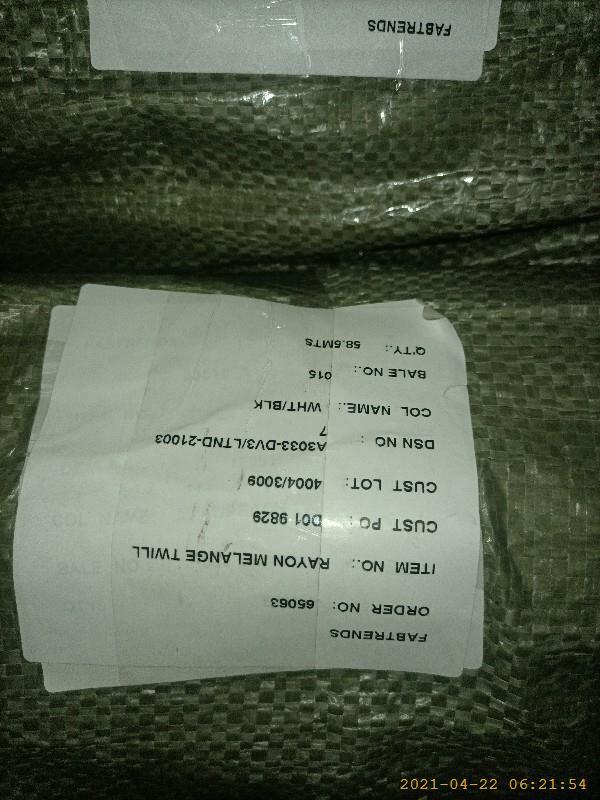 FABTRENDS
FABTRENDS
ORDER NO: 65063
ITEM NO.: RAYON MELANGE TWILL
CUST PO: D01 9829
CUST LOT: 4004/3009
DSN NO : A3033-DV3/LTND-21003
7
COL NAME.: WHT/BLK
BALE NO.: 015
Q'TY.: 58.5MTS
2021-04-22 06:21:54